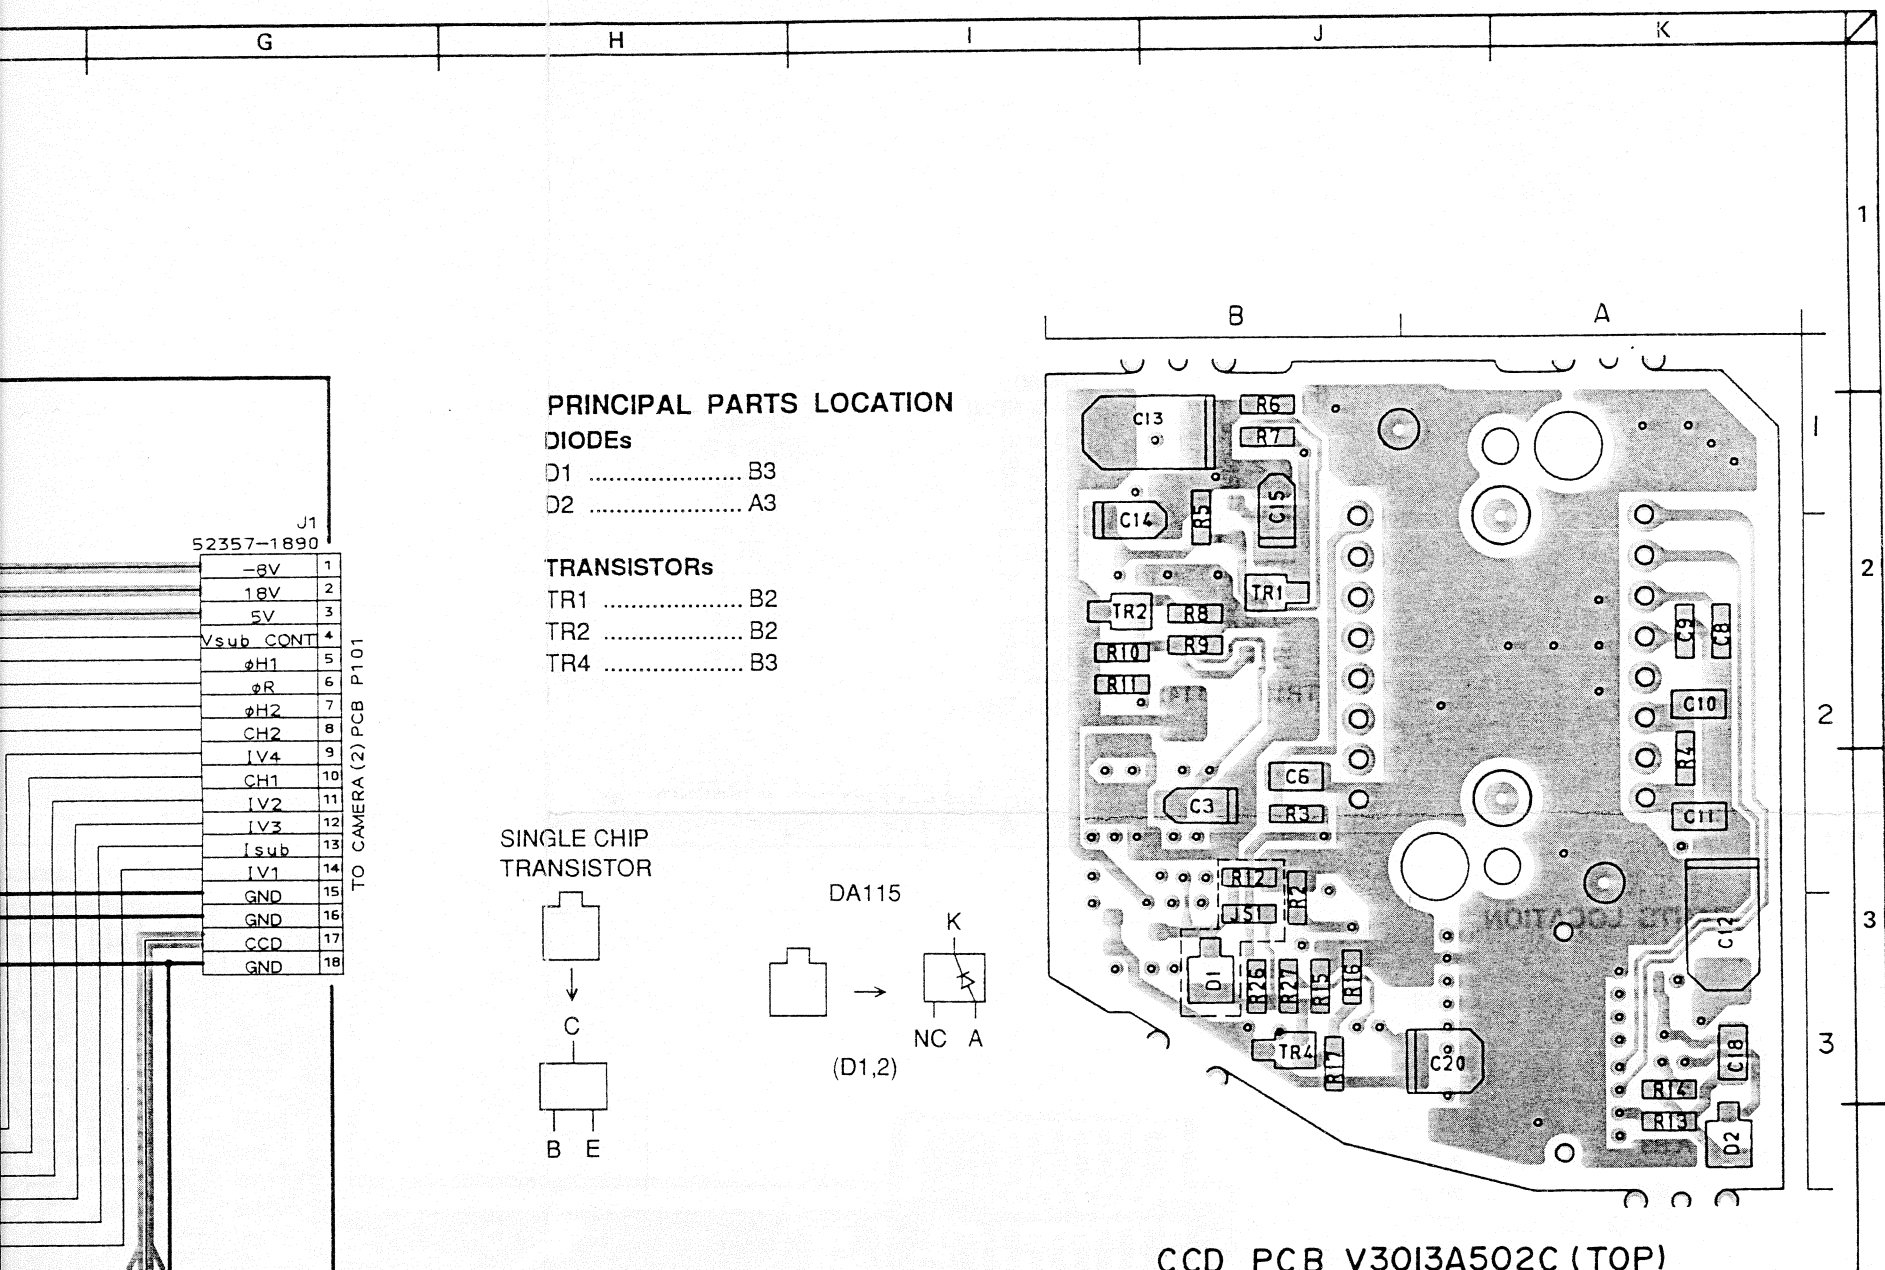 G H I J K
1
2
3
B A
1
2
3
PRINCIPAL PARTS LOCATION
DIODEs
D1 ...................... B3
D2 ...................... A3
TRANSISTORs
TR1 ..................... B2
TR2 ..................... B2
TR4 ..................... B3
J1
52357-1890
-8V 1
18V 2
5V 3
Vsub CONT 4
øH1 5
øR 6
øH2 7
CH2 8
IV4 9
CH1 10
IV2 11
IV3 12
Isub 13
IV1 14
GND 15
GND 16
CCD 17
GND 18
TO CAMERA (2) PCB P101
SINGLE CHIP
TRANSISTOR
C
B E
DA115
K
NC A
(D1,2)
C13
R6
R7
C14
R5
C15
TR1
TR2
R8
R9
R10
R11
C9
C8
C10
R4
C6
C3
R3
C11
R12
JS1
R2
C12
D1
R26
R27
R15
R16
TR4
R17
C20
C18
R14
R13
D2
CCD PCB V3013A502C (TOP)